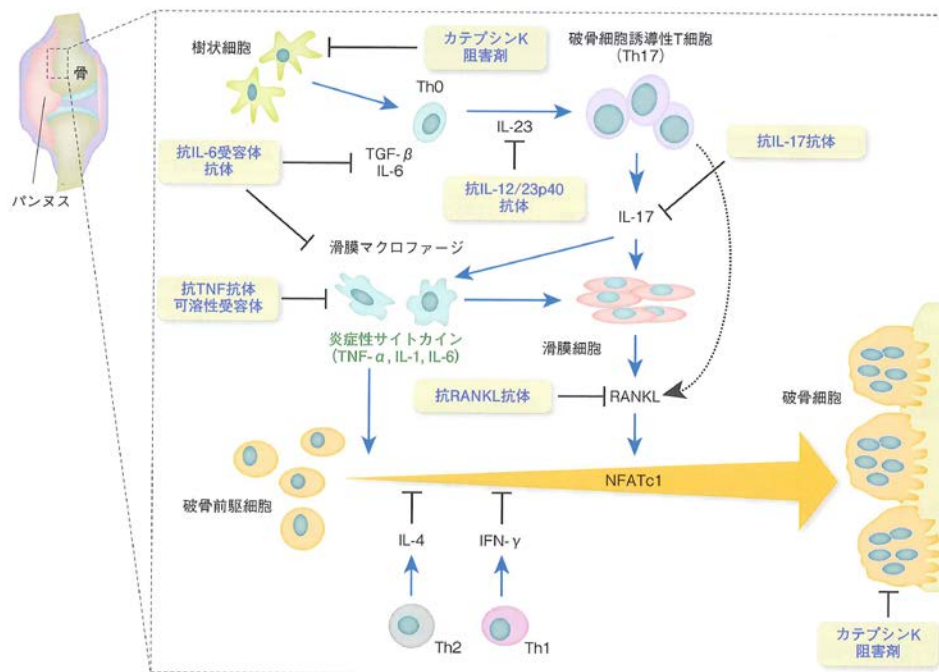 骨
パンヌス
樹状細胞
カテプシンK
阻害剤
破骨細胞誘導性T細胞
(Th17)
Th0
IL-23
抗IL-6受容体
抗体
TGF-β
IL-6
抗IL-12/23p40
抗体
抗IL-17抗体
IL-17
滑膜マクロファージ
抗TNF抗体
可溶性受容体
炎症性サイトカイン
(TNF-α, IL-1, IL-6)
滑膜細胞
抗RANKL抗体
RANKL
破骨細胞
NFATc1
破骨前駆細胞
IL-4
IFN-γ
Th2
Th1
カテプシンK
阻害剤